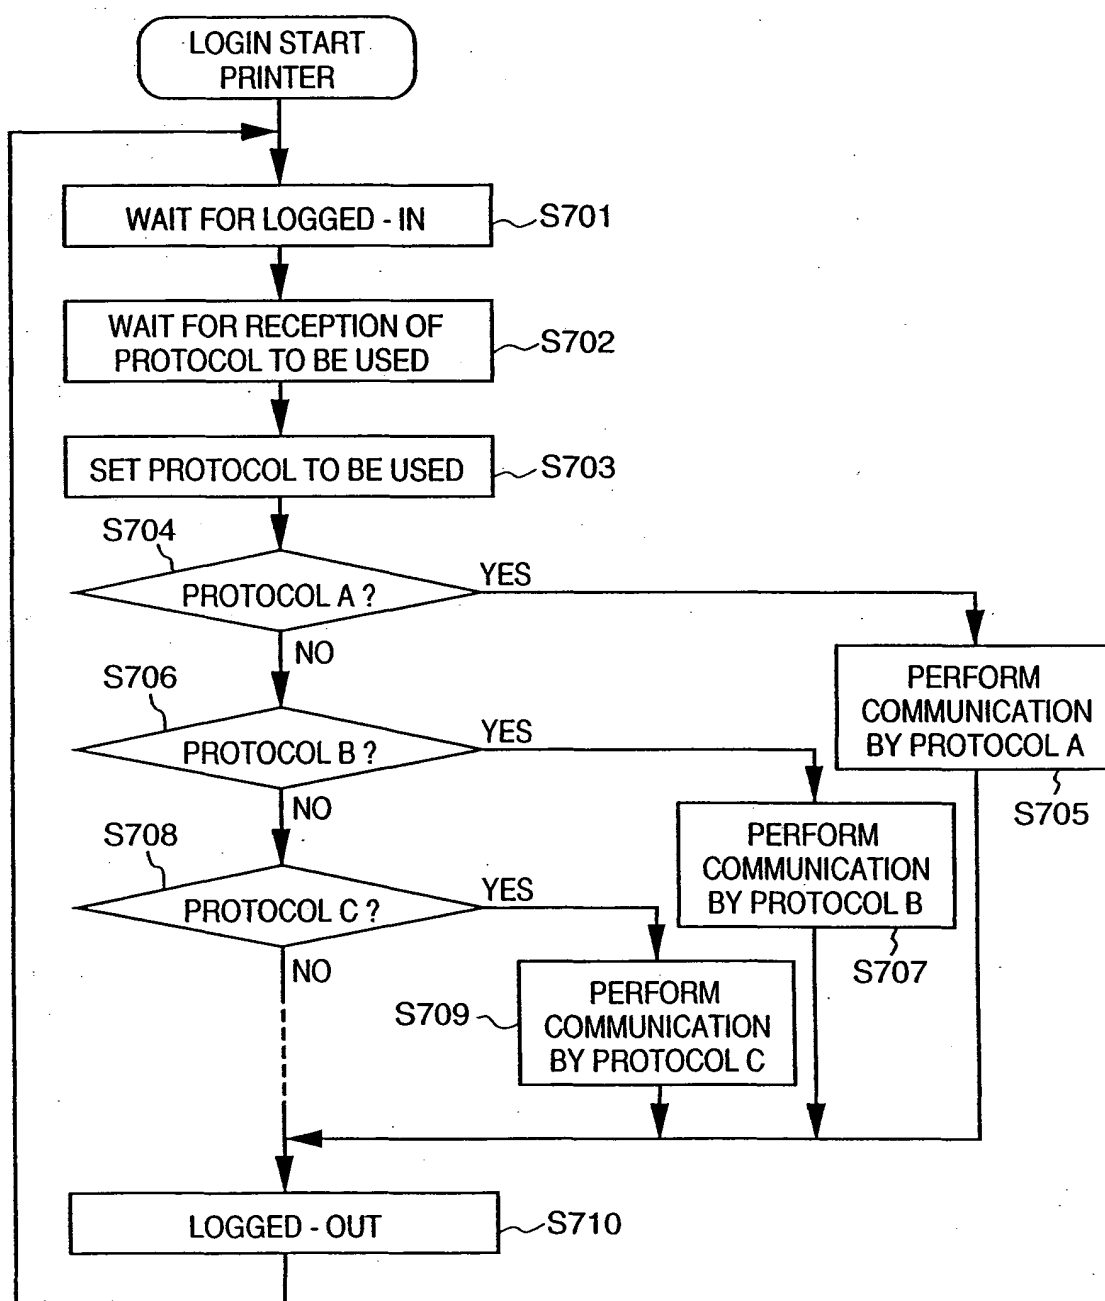 LOGIN START
PRINTER
WAIT FOR LOGGED - IN
S701
WAIT FOR RECEPTION OF
PROTOCOL TO BE USED
S702
SET PROTOCOL TO BE USED
S703
S704
PROTOCOL A ?
YES
NO
PERFORM
COMMUNICATION
BY PROTOCOL A
S705
S706
PROTOCOL B ?
YES
NO
PERFORM
COMMUNICATION
BY PROTOCOL B
S707
S708
PROTOCOL C ?
YES
NO
S709
PERFORM
COMMUNICATION
BY PROTOCOL C
LOGGED - OUT
S710